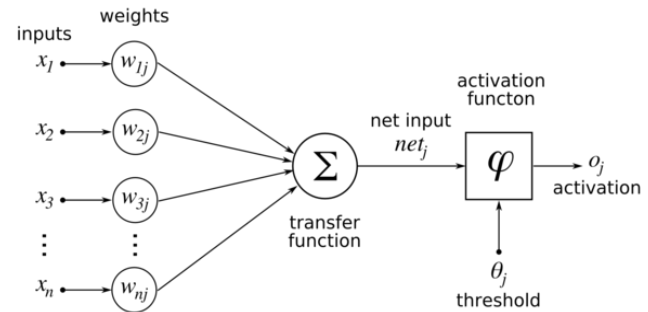 inputs
weights
x1
w1j
x2
w2j
x3
w3j
⋮
⋮
xn
wnj
Σ
transfer
function
net input
netj
activation
functon
φ
oj
activation
θj
threshold